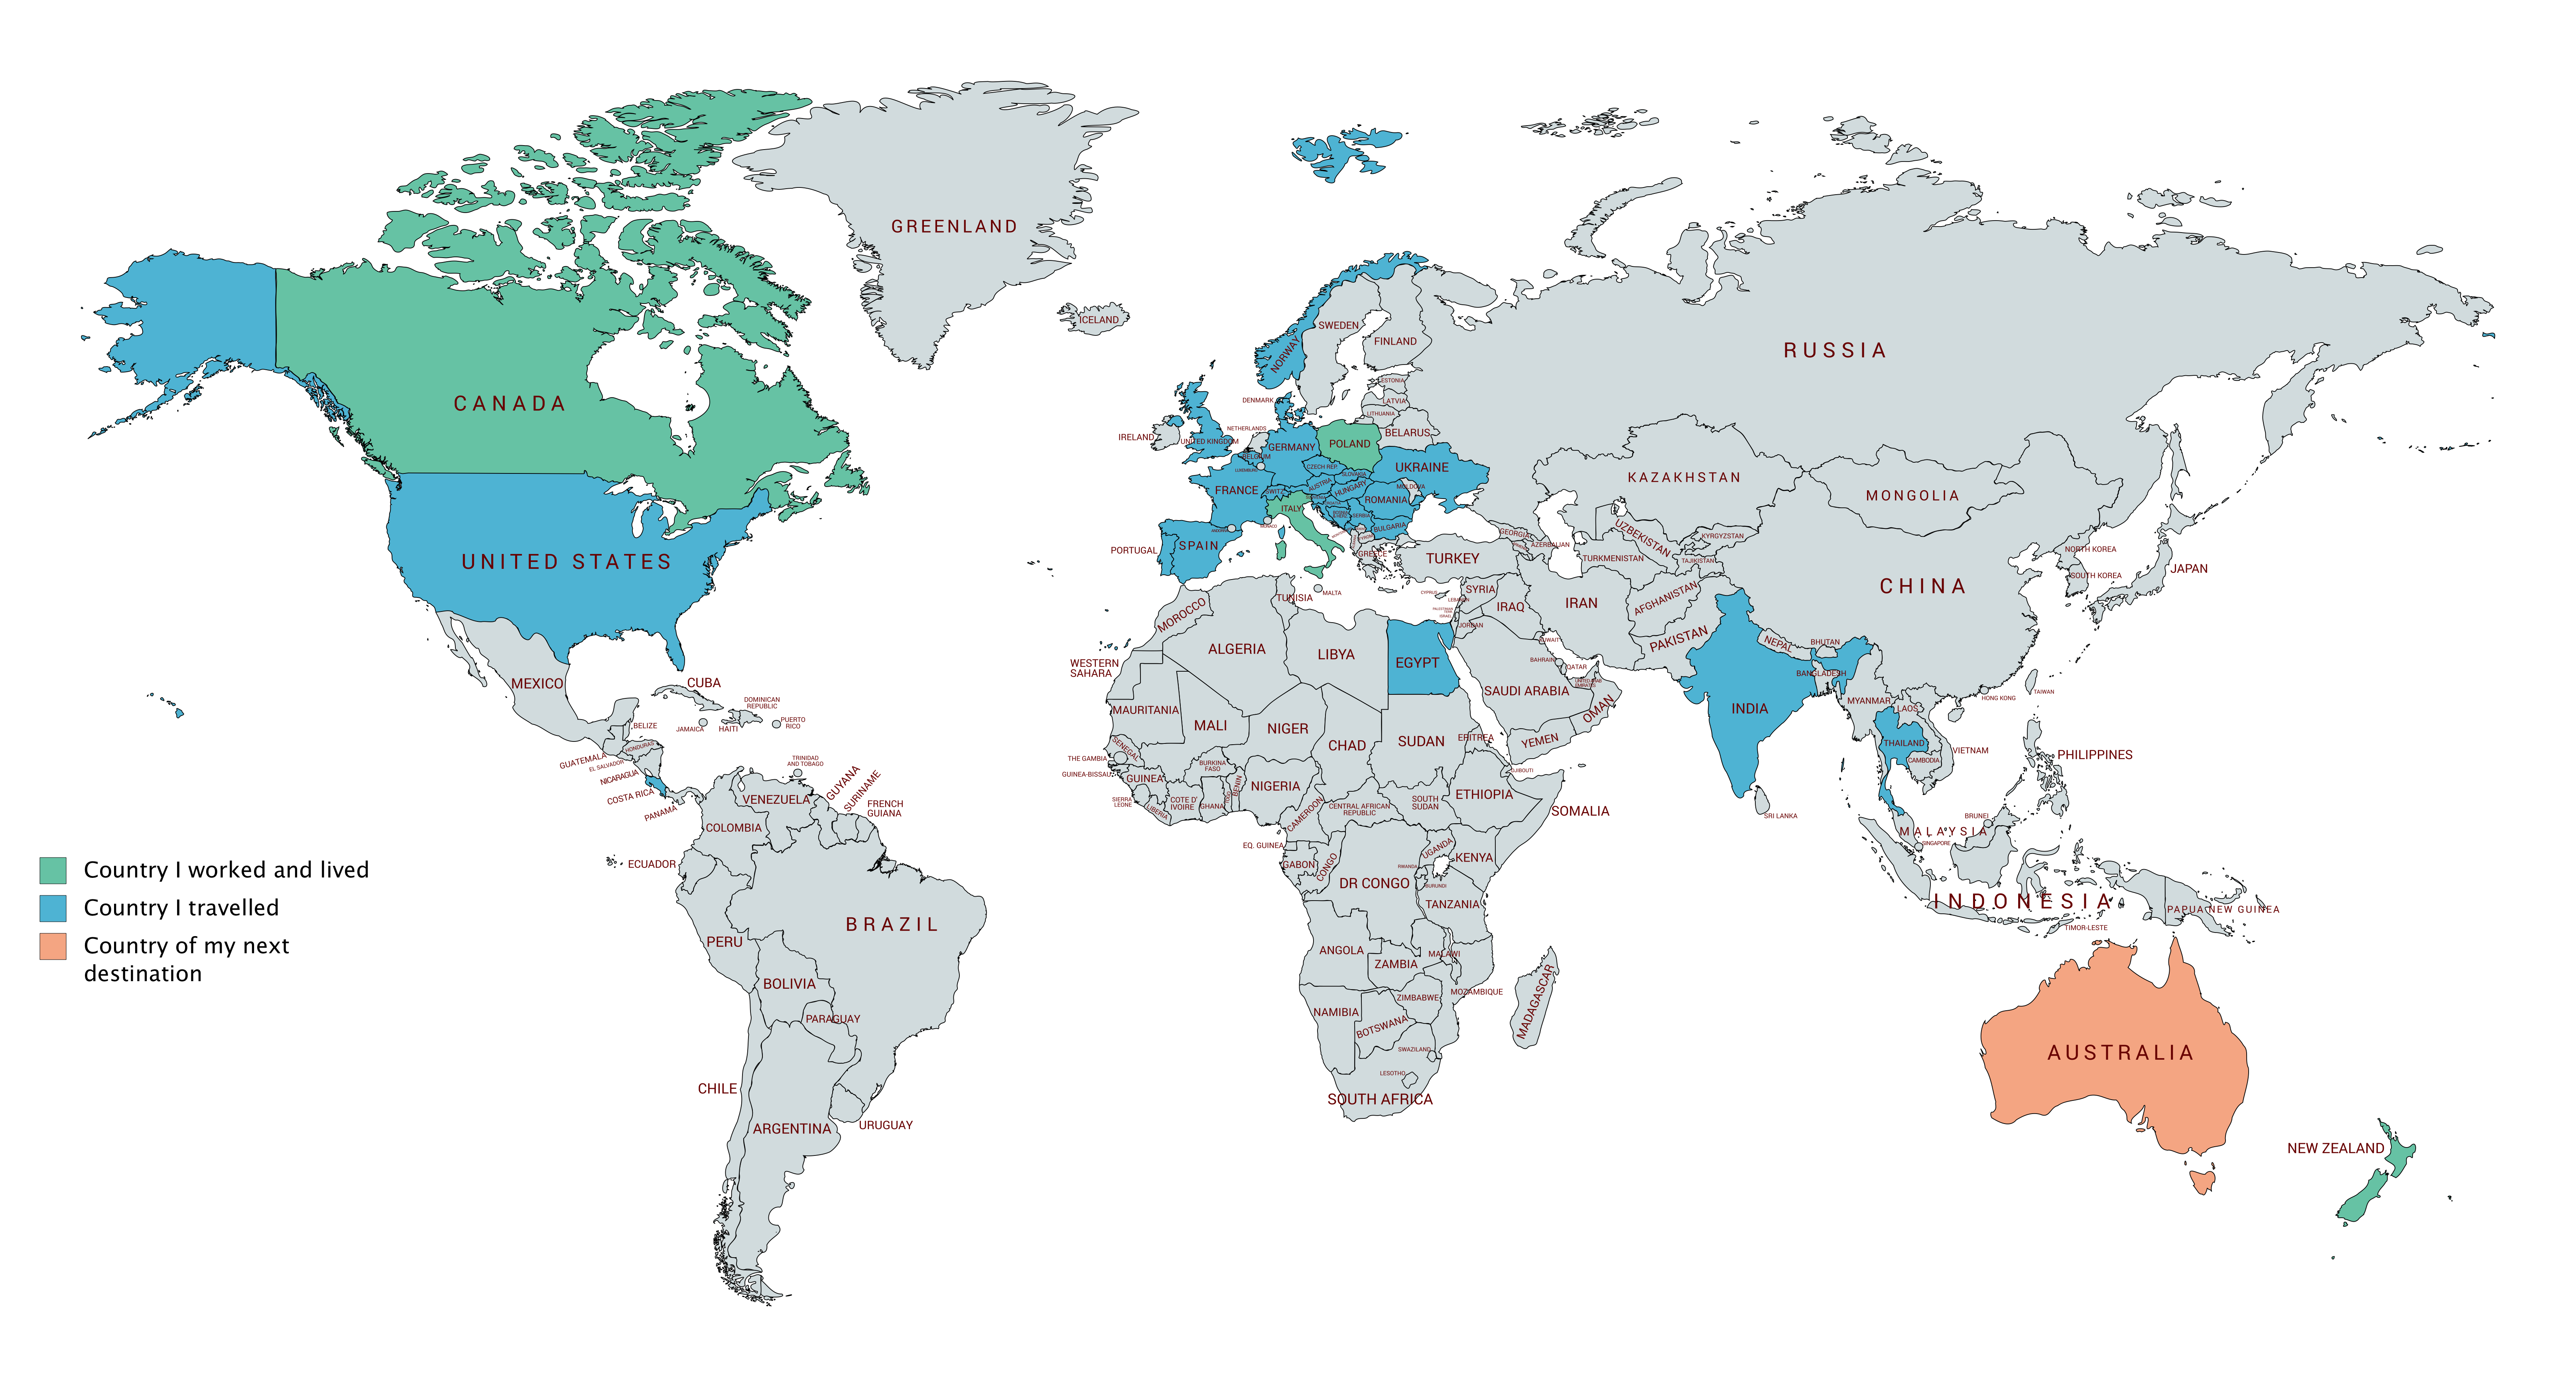 GREENLAND
ICELAND
CANADA
UNITED STATES
MEXICO
CUBA
DOMINICAN
REPUBLIC
PUERTO
RICO
JAMAICA
HAITI
BELIZE
HONDURAS
GUATEMALA
EL SALVADOR
NICARAGUA
COSTA RICA
PANAMA
TRINIDAD
AND TOBAGO
VENEZUELA
GUYANA
SURINAME
FRENCH
GUIANA
COLOMBIA
ECUADOR
BRAZIL
PERU
BOLIVIA
PARAGUAY
CHILE
ARGENTINA
URUGUAY
NORWAY
SWEDEN
FINLAND
ESTONIA
LATVIA
LITHUANIA
DENMARK
IRELAND
UNITED KINGDOM
NETHERLANDS
BELGIUM
LUXEMBOURG
GERMANY
POLAND
BELARUS
UKRAINE
CZECH REP.
SLOVAKIA
AUSTRIA
HUNGARY
MOLDOVA
ROMANIA
FRANCE
SWITZ.
ITALY
SERBIA
BULGARIA
MONACO
PORTUGAL
SPAIN
GREECE
MALTA
CYPRUS
TURKEY
GEORGIA
AZERBAIJAN
RUSSIA
KAZAKHSTAN
MONGOLIA
UZBEKISTAN
KYRGYZSTAN
TURKMENISTAN
TAJIKISTAN
AFGHANISTAN
CHINA
NORTH KOREA
SOUTH KOREA
JAPAN
SYRIA
LEBANON
ISRAEL
JORDAN
IRAQ
IRAN
KUWAIT
BAHRAIN
QATAR
UNITED ARAB
EMIRATES
SAUDI ARABIA
OMAN
YEMEN
PAKISTAN
NEPAL
BHUTAN
BANGLADESH
INDIA
SRI LANKA
MYANMAR
LAOS
THAILAND
CAMBODIA
VIETNAM
HONG KONG
TAIWAN
PHILIPPINES
BRUNEI
MALAYSIA
SINGAPORE
INDONESIA
TIMOR-LESTE
PAPUA NEW GUINEA
AUSTRALIA
NEW ZEALAND
MOROCCO
TUNISIA
ALGERIA
LIBYA
EGYPT
WESTERN
SAHARA
MAURITANIA
MALI
NIGER
CHAD
SUDAN
ERITREA
DJIBOUTI
SENEGAL
THE GAMBIA
GUINEA-BISSAU
GUINEA
SIERRA
LEONE
LIBERIA
COTE D'
IVOIRE
BURKINA
FASO
GHANA
TOGO
BENIN
NIGERIA
CAMEROON
CENTRAL AFRICAN
REPUBLIC
SOUTH
SUDAN
ETHIOPIA
SOMALIA
EQ. GUINEA
GABON
CONGO
DR CONGO
UGANDA
KENYA
RWANDA
BURUNDI
TANZANIA
ANGOLA
ZAMBIA
MALAWI
MOZAMBIQUE
ZIMBABWE
NAMIBIA
BOTSWANA
MADAGASCAR
SWAZILAND
LESOTHO
SOUTH AFRICA
Country I worked and lived
Country I travelled
Country of my next
destination